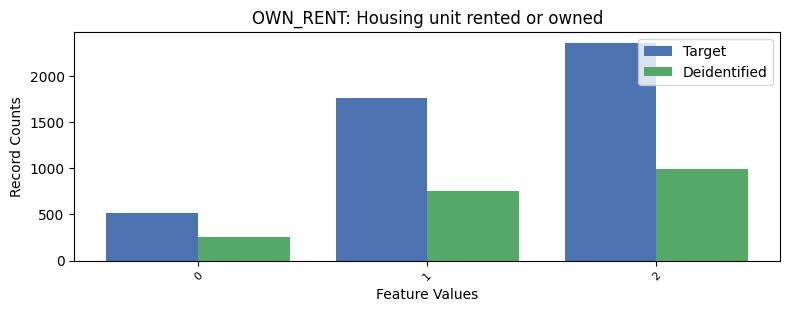 OWN_RENT: Housing unit rented or owned
Target
Deidentified
Record Counts
2000
1500
1000
500
0
0
1
2
Feature Values